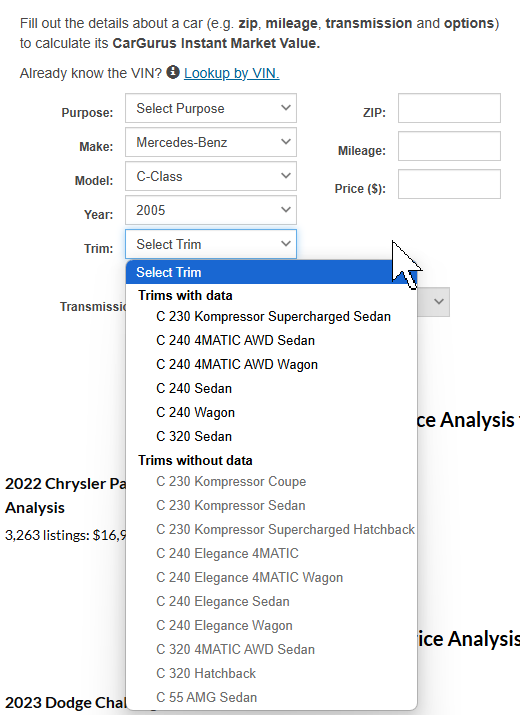 Fill out the details about a car (e.g. zip, mileage, transmission and options)
to calculate its CarGurus Instant Market Value.
Already know the VIN? Lookup by VIN.
Purpose: Select Purpose
ZIP:
Make: Mercedes-Benz
Mileage:
Model: C-Class
Price ($):
Year: 2005
Trim: Select Trim
Select Trim
Trims with data
Transmissi
C 230 Kompressor Supercharged Sedan
C 240 4MATIC AWD Sedan
C 240 4MATIC AWD Wagon
C 240 Sedan
C 240 Wagon
ce Analysis
C 320 Sedan
Trims without data
C 230 Kompressor Coupe
2022 Chrysler Pa
Analysis
C 230 Kompressor Sedan
C 230 Kompressor Supercharged Hatchback
3,263 listings: $16,9
C 240 Elegance 4MATIC
C 240 Elegance 4MATIC Wagon
C 240 Elegance Sedan
C 240 Elegance Wagon
ice Analysis
C 320 4MATIC AWD Sedan
C 320 Hatchback
C 55 AMG Sedan
2023 Dodge Chal